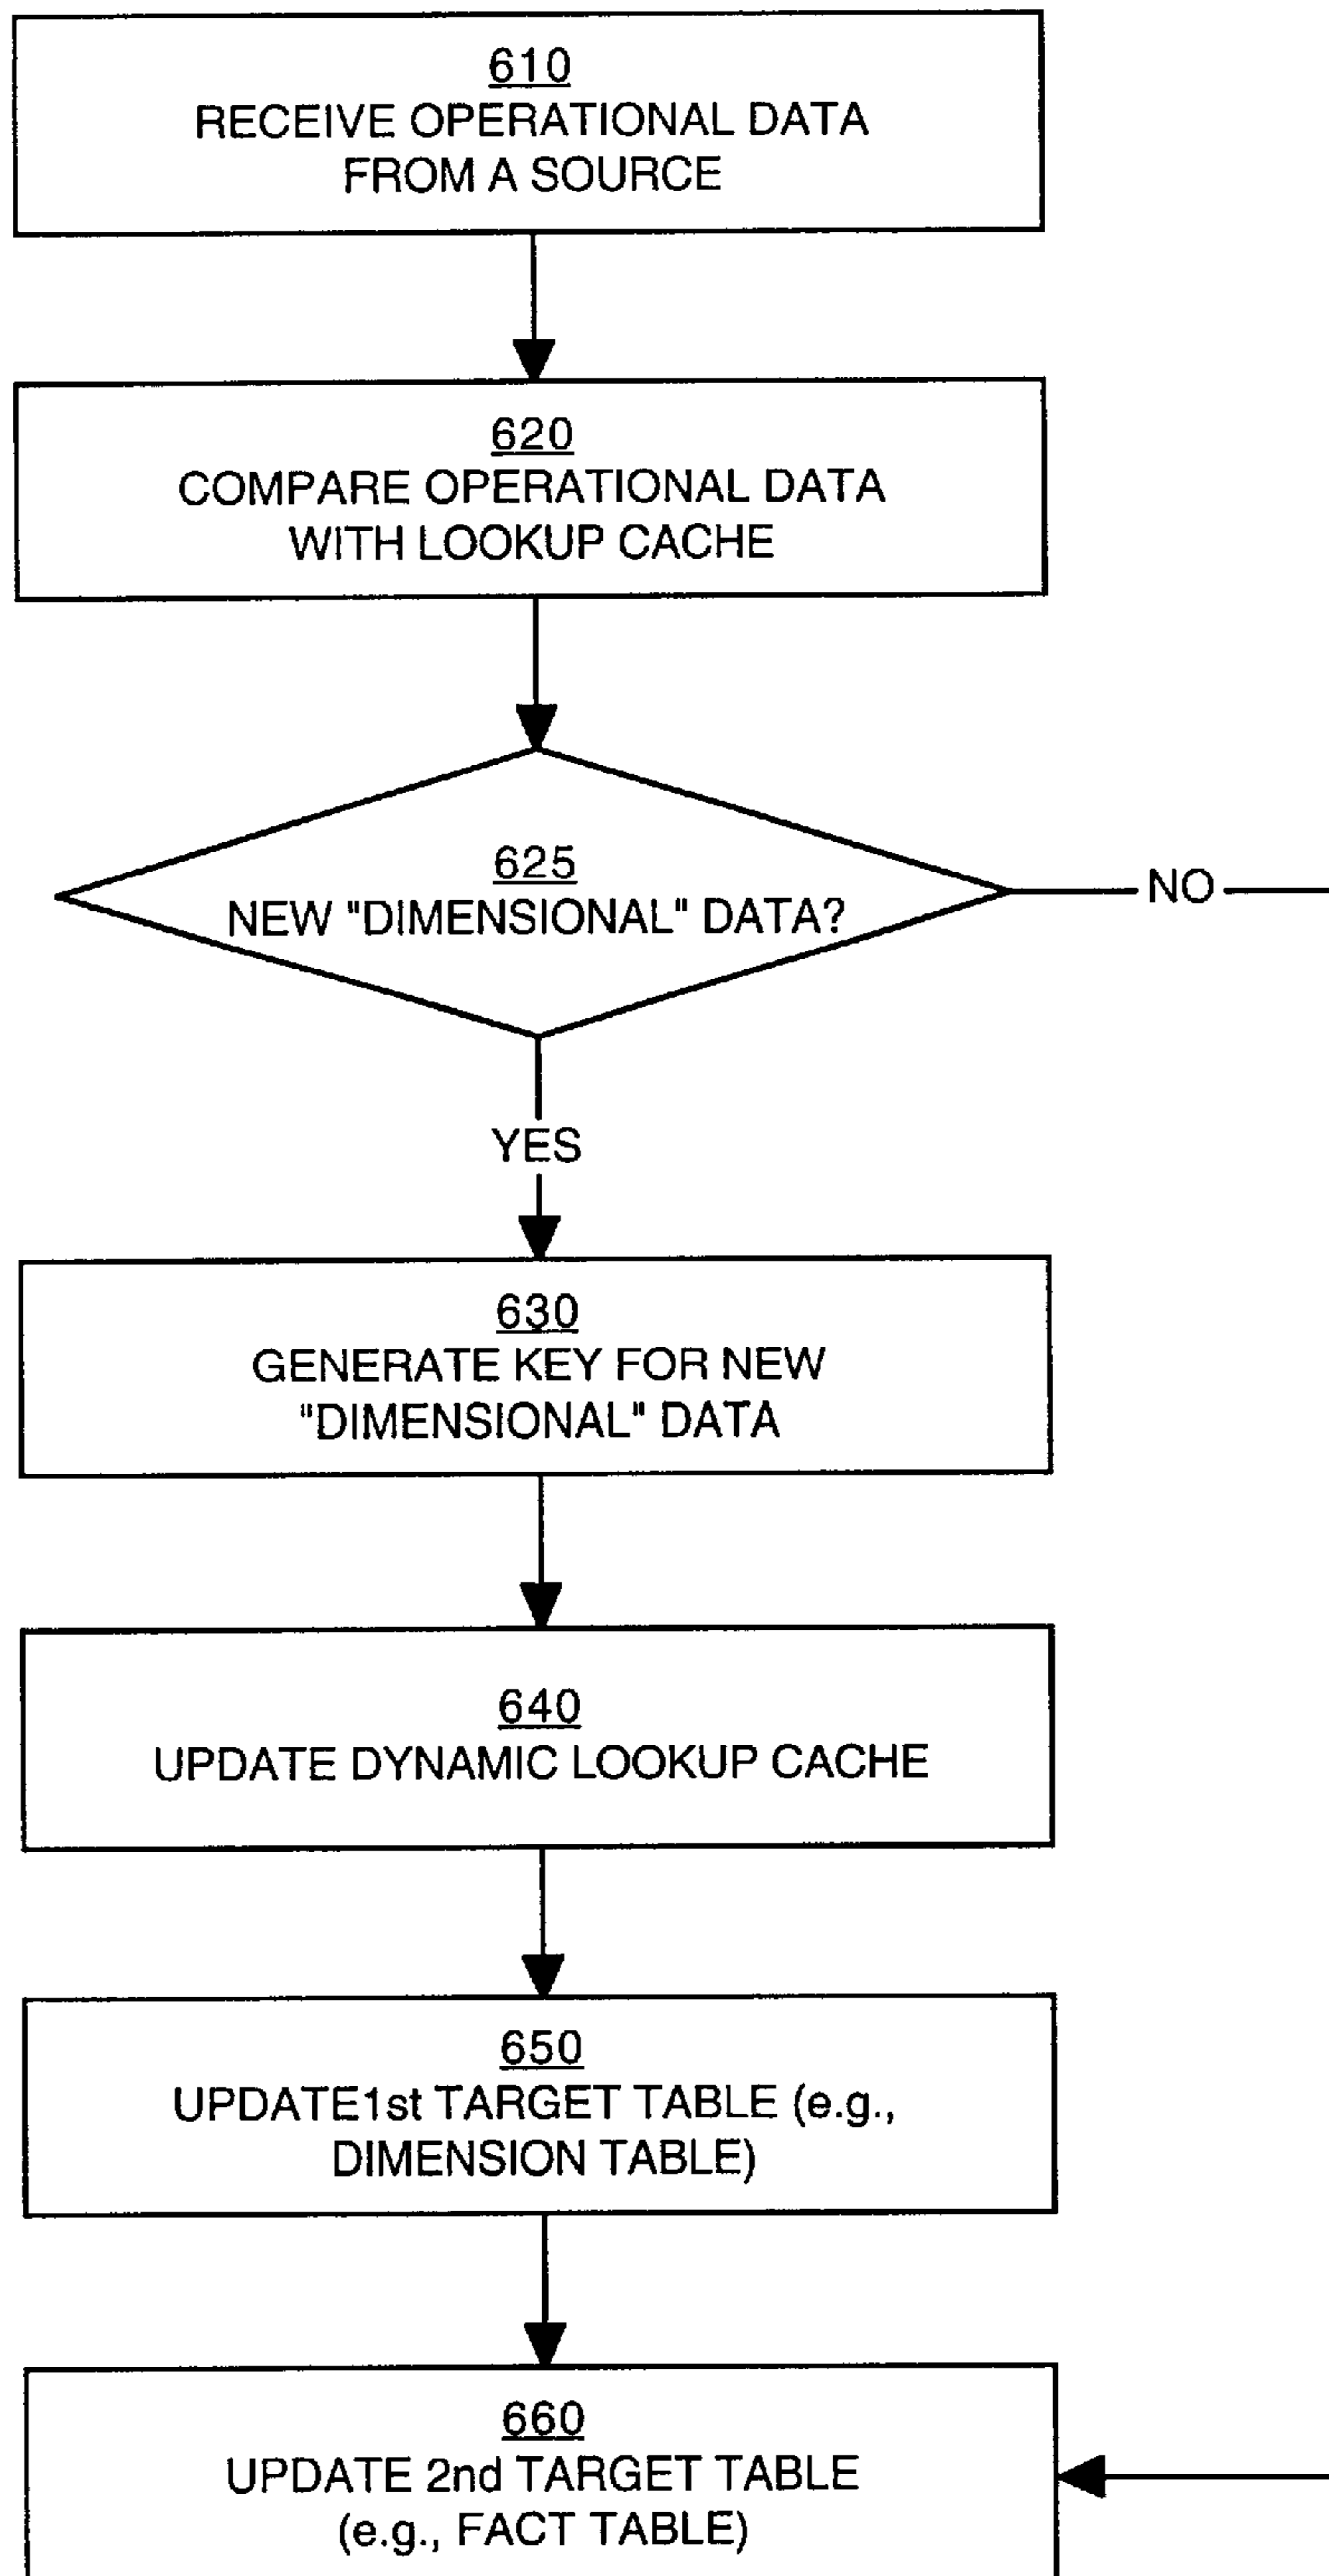 610
RECEIVE OPERATIONAL DATA
FROM A SOURCE
620
COMPARE OPERATIONAL DATA
WITH LOOKUP CACHE
625
NEW "DIMENSIONAL" DATA?
NO
YES
630
GENERATE KEY FOR NEW
"DIMENSIONAL" DATA
640
UPDATE DYNAMIC LOOKUP CACHE
650
UPDATE1st TARGET TABLE (e.g.,
DIMENSION TABLE)
660
UPDATE 2nd TARGET TABLE
(e.g., FACT TABLE)